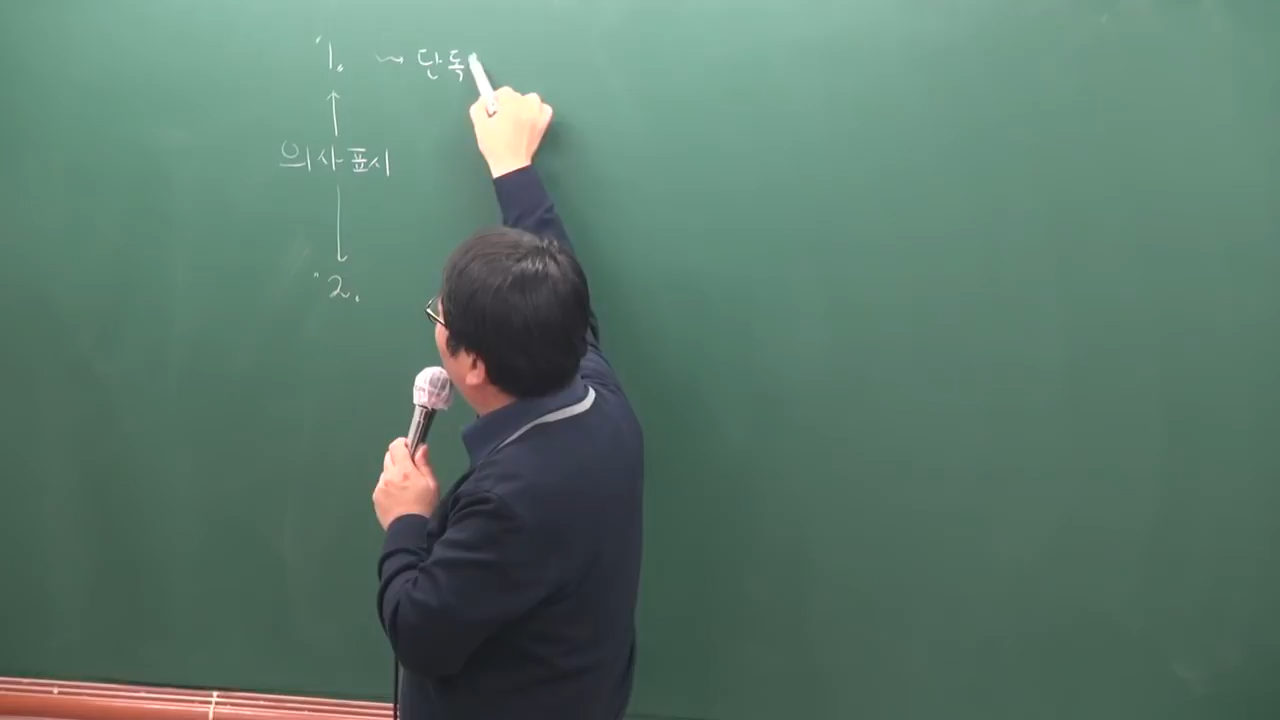 "1. ⤳ 단독
↑
의사표시
↓
"2.